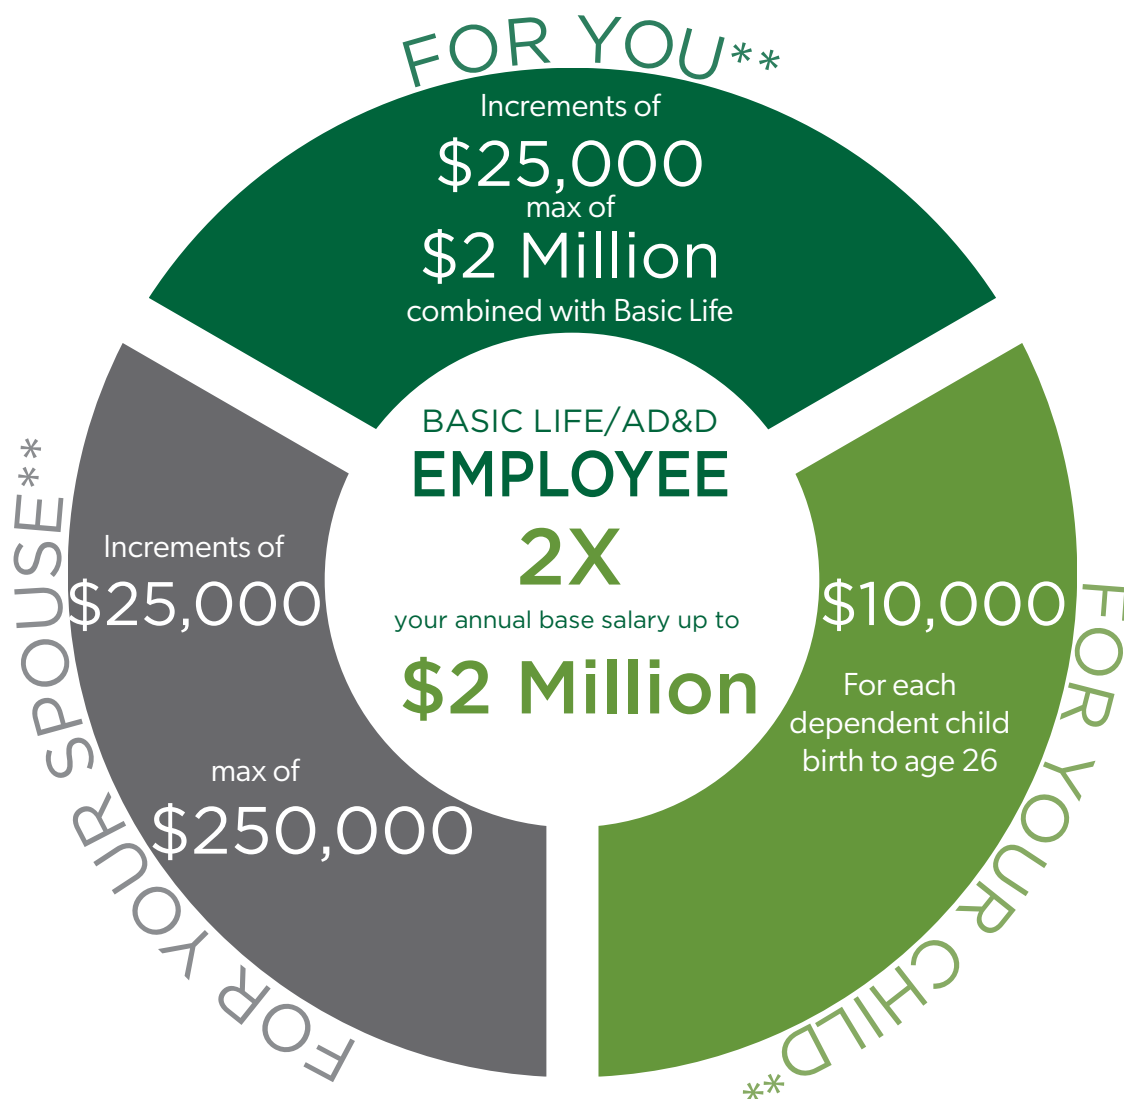 FOR YOU**
Increments of
$25,000
max of
$2 Million
combined with Basic Life
BASIC LIFE/AD&D
EMPLOYEE
2X
your annual base salary up to
$2 Million
FOR YOUR SPOUSE**
Increments of
$25,000
max of
$250,000
FOR YOUR CHILD**
$10,000
For each
dependent child
birth to age 26